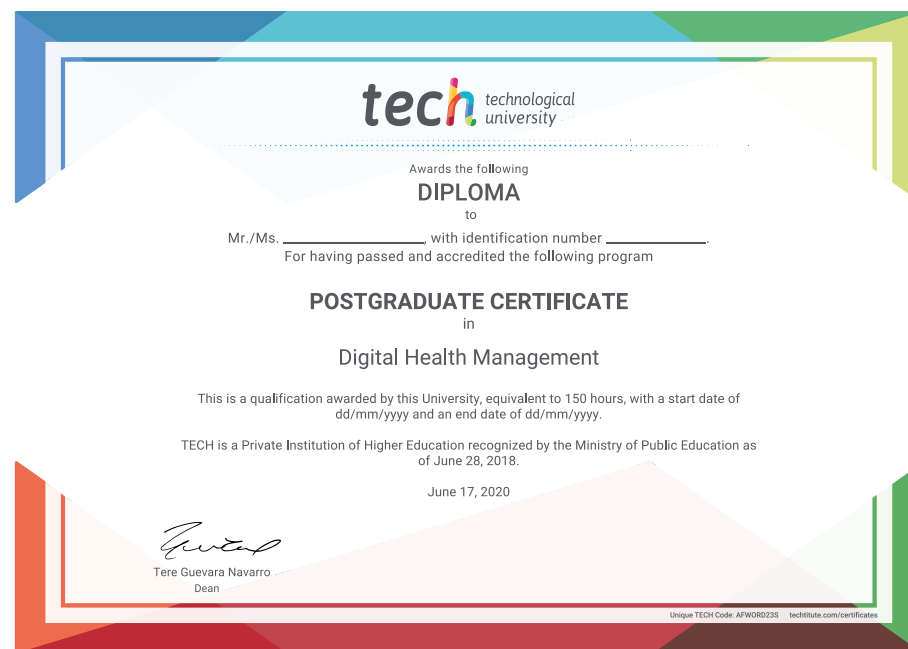 tech technological
university
Awards the following
DIPLOMA
to
Mr./Ms. ____________________, with identification number ______________.
For having passed and accredited the following program
POSTGRADUATE CERTIFICATE
in
Digital Health Management
This is a qualification awarded by this University, equivalent to 150 hours, with a start date of
dd/mm/yyyy and an end date of dd/mm/yyyy.
TECH is a Private Institution of Higher Education recognized by the Ministry of Public Education as
of June 28, 2018.
June 17, 2020
Tere Guevara Navarro
Dean
Unique TECH Code: AFWORD23S techtitute.com/certificates